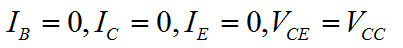 I_B = 0, I_C = 0, I_E = 0, V_CE = V_CC